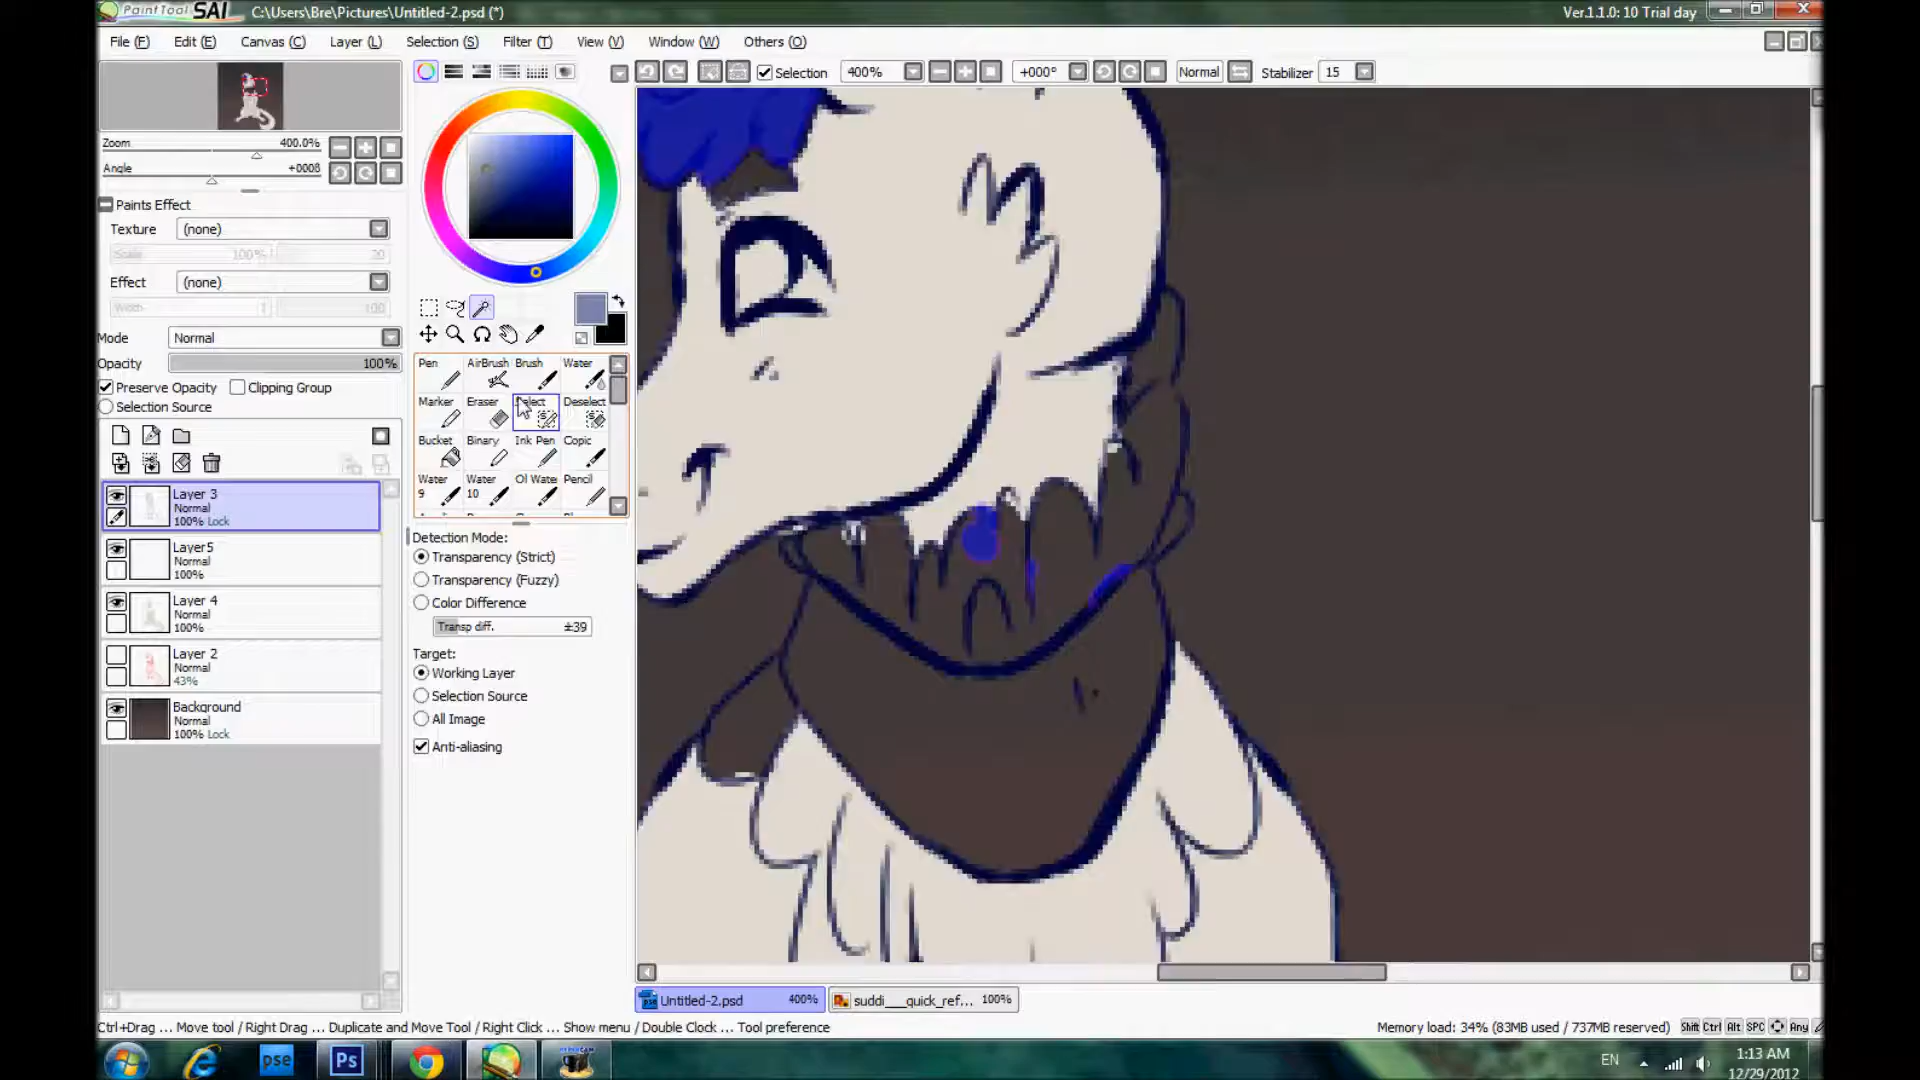 PaintTool SAI C:\Users\Bre\Pictures\Untitled-2.psd (*) Ver.1.1.0: 10 Trial day
File (F) Edit (E) Canvas (C) Layer (L) Selection (S) Filter (T) View (V) Window (W) Others (O)
Selection 400% +000° Normal Stabilizer 15
Zoom 400.0%
Angle
Paints Effect
Texture (none)
Scale 100% 20
Effect (none)
Width 1 100
Mode Normal
Opacity 100%
Preserve Opacity Clipping Group
Selection Source
Pen AirBrush Brush Water
Marker Eraser Deselect
Bucket Binary Ink Pen Copic
Water 9 Water 10 Ol Wate Pencil
Layer 3
Normal
100% Lock
Layer5
Normal
100%
Layer 4
Normal
100%
Layer 2
Normal
43%
Background
Normal
100% Lock
Detection Mode:
Transparency (Strict)
Transparency (Fuzzy)
Color Difference
Transp diff. ±39
Target:
Working Layer
Selection Source
All Image
Anti-aliasing
Untitled-2.psd 400% suddi___quick_ref... 100%
Ctrl+Drag ... Move tool / Right Drag ... Duplicate and Move Tool / Right Click ... Show menu / Double Clock ... Tool preference
Memory load: 34% (83MB used / 737MB reserved) Shift Ctrl Alt SPC Any
pse Ps EN 1:13 AM
12/29/2012